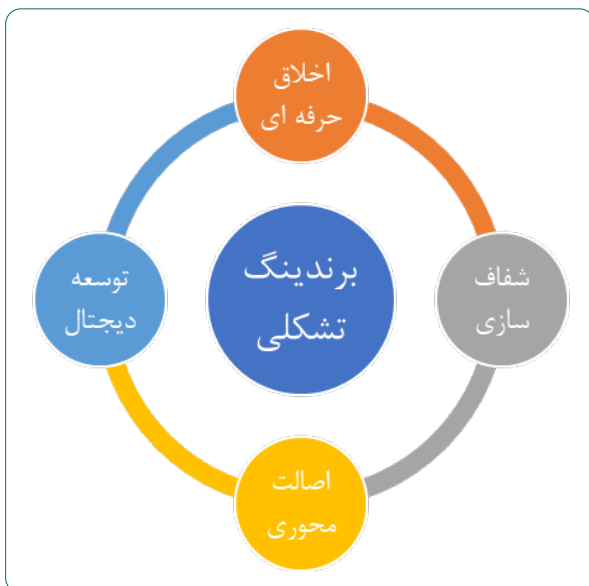 اخلاق
حرفه ای
برندینگ
تشکلی
شفاف
سازی
توسعه
دیجتال
اصالت
محوری